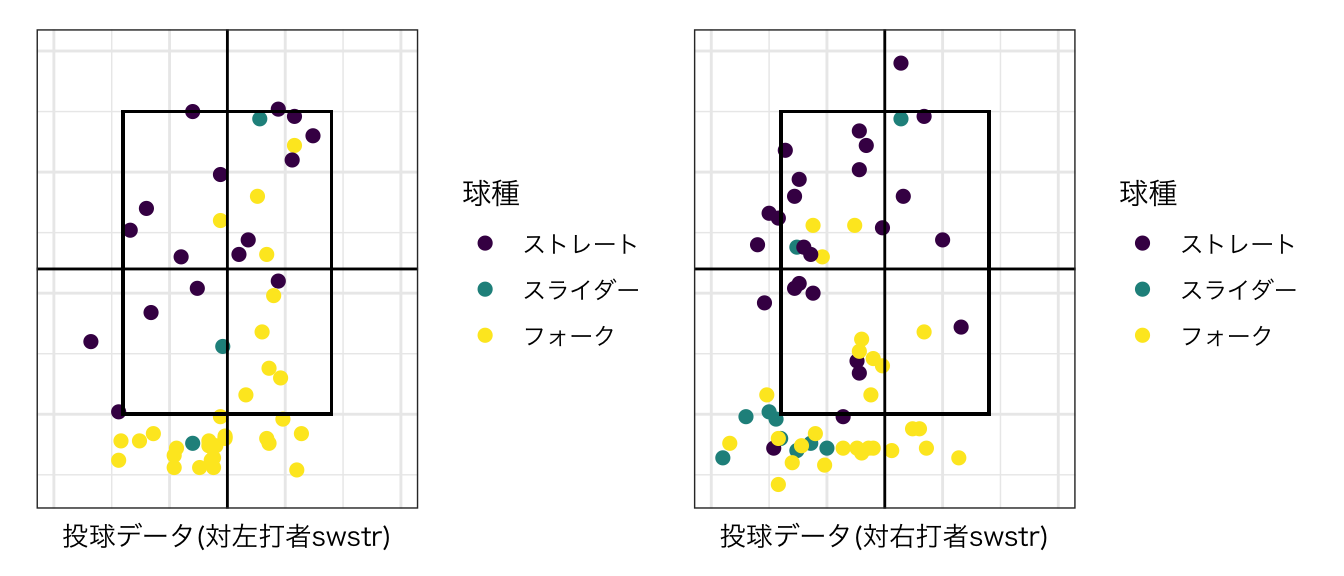 球種
ストレート
スライダー
フォーク
投球データ(対左打者swstr)
球種
ストレート
スライダー
フォーク
投球データ(対右打者swstr)